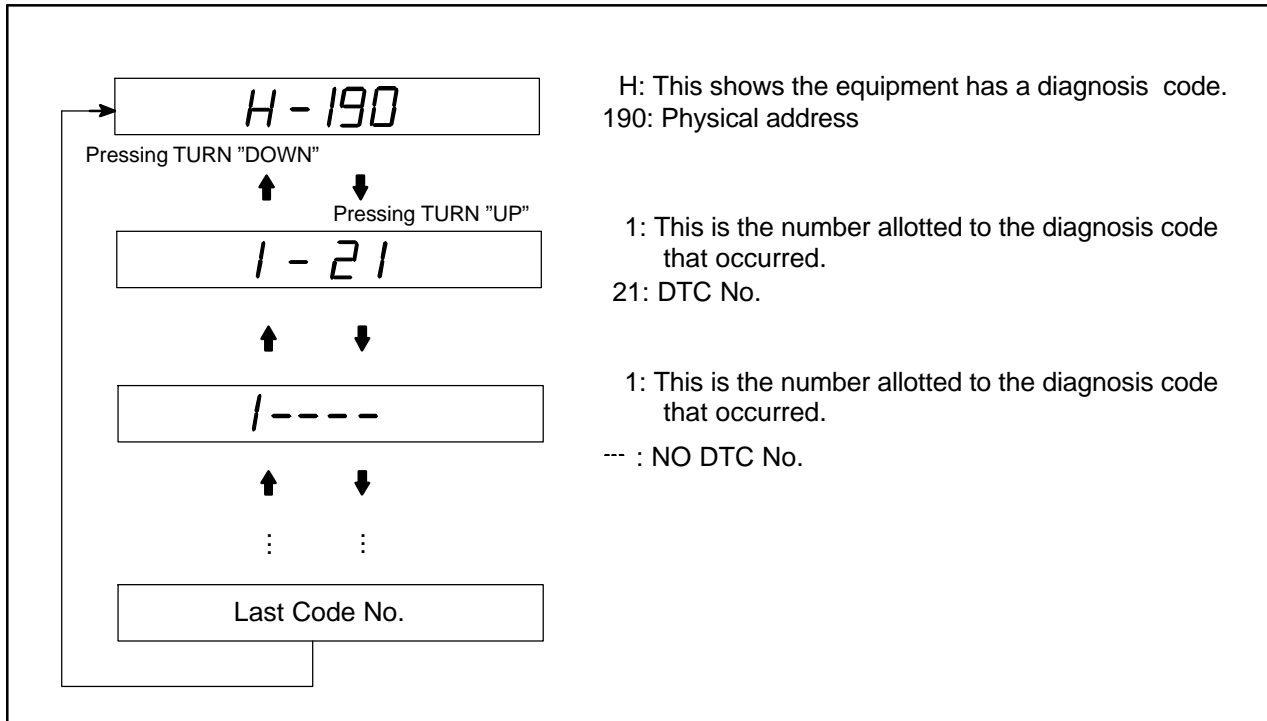 H-190
H: This shows the equipment has a diagnosis code.
190: Physical address
Pressing TURN ”DOWN”
Pressing TURN ”UP”
1-21
1: This is the number allotted to the diagnosis code
that occurred.
21: DTC No.
1----
1: This is the number allotted to the diagnosis code
that occurred.
--- : NO DTC No.
Last Code No.